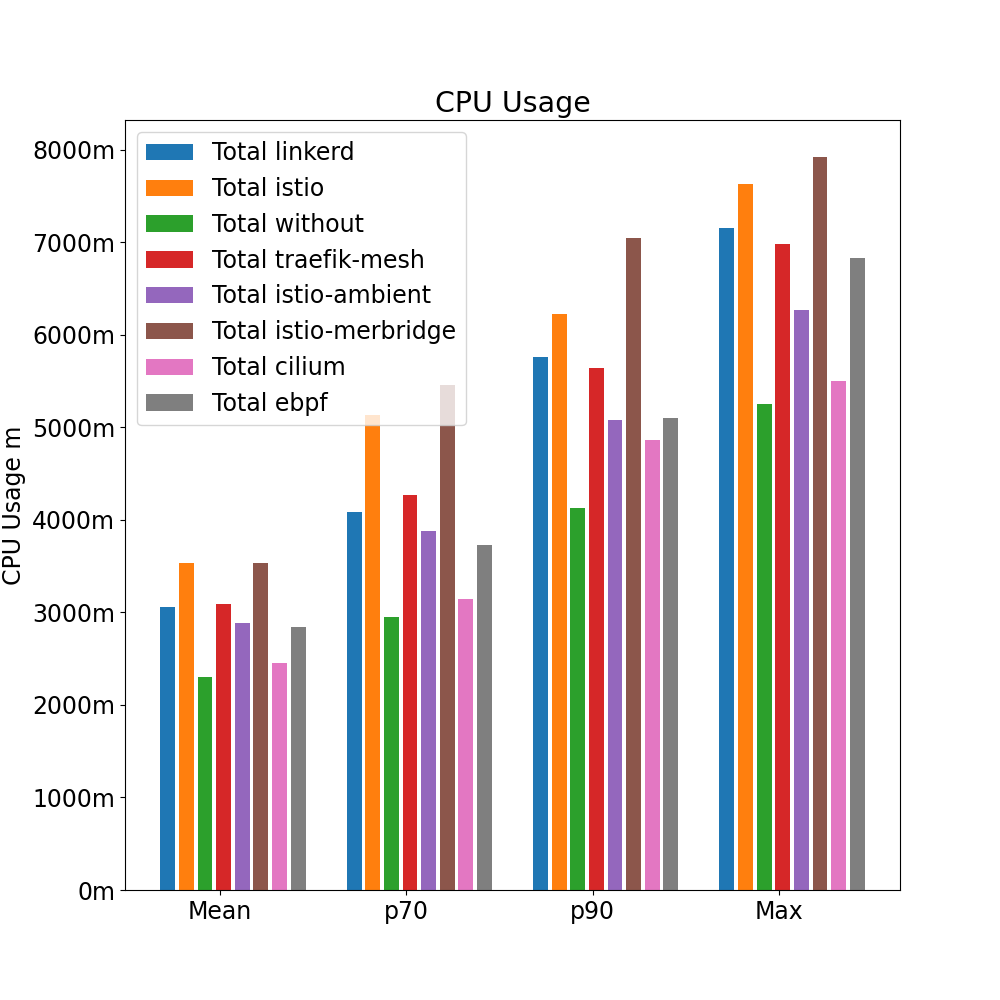 CPU Usage
8000m
7000m
6000m
5000m
4000m
3000m
2000m
1000m
0m
CPU Usage m
Total linkerd
Total istio
Total without
Total traefik-mesh
Total istio-ambient
Total istio-merbridge
Total cilium
Total ebpf
Mean p70 p90 Max